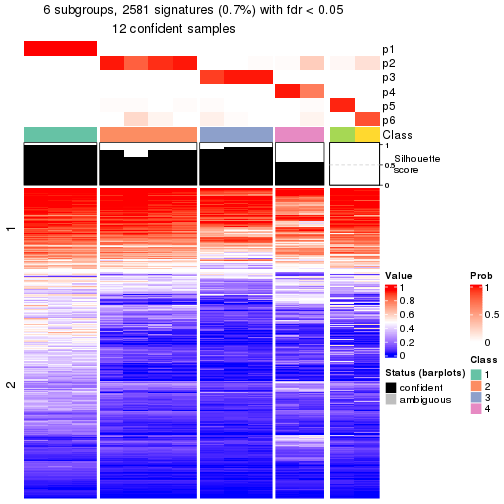 6 subgroups, 2581 signatures (0.7%) with fdr < 0.05
12 confident samples
p1
p2
p3
p4
p5
p6
Class
1
0.5
0
Silhouette
score
1
2
Value
1
0.8
0.6
0.4
0.2
0
Status (barplots)
confident
ambiguous
Prob
1
0.5
0
Class
1
2
3
4